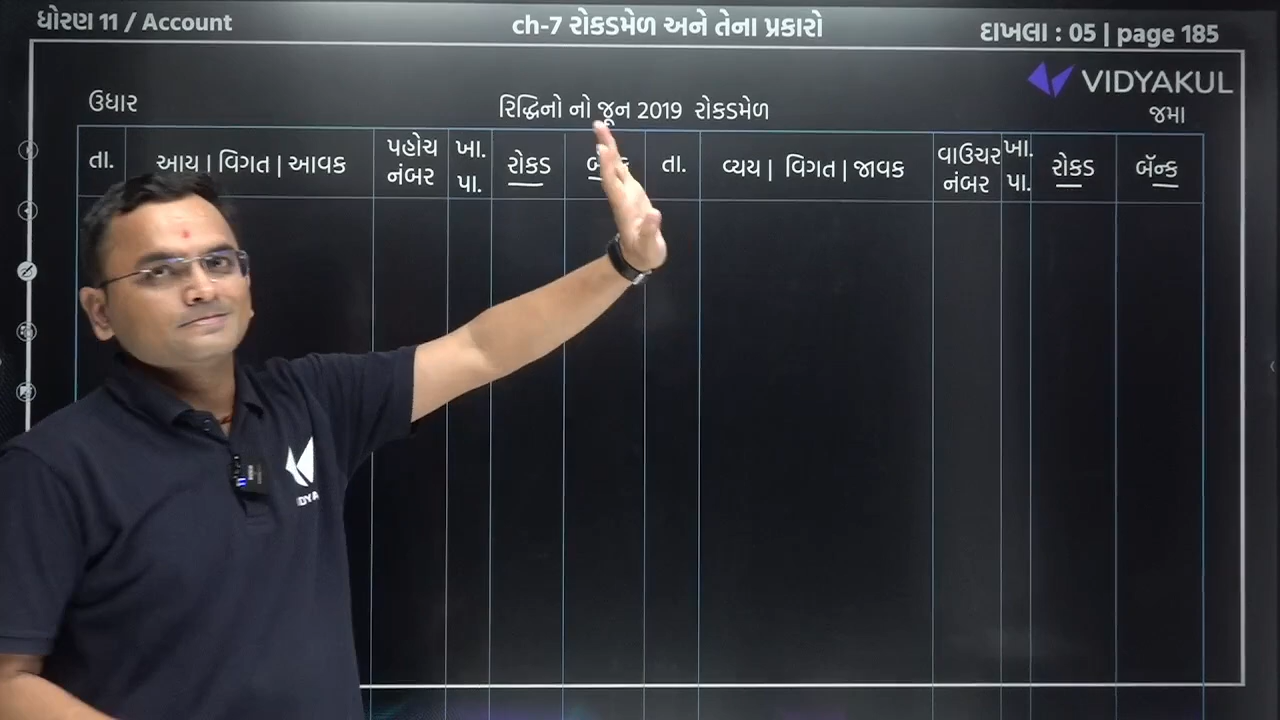 ધોરણ 11 / Account
ch-7 રોકડમેળ અને તેના પ્રકારો
દાખલા : 05 | page 185
VIDYAKUL
ઉધાર
રિદ્ધિનો નો જૂન 2019 રોકડમેળ
જમા
તા.
આય | વિગત | આવક
પહોચ
નંબર
ખા.
પા.
રોકડ
તા.
વ્યય | વિગત | જાવક
વાઉચર
નંબર
ખા.
પા.
રોકડ
બૅન્ક